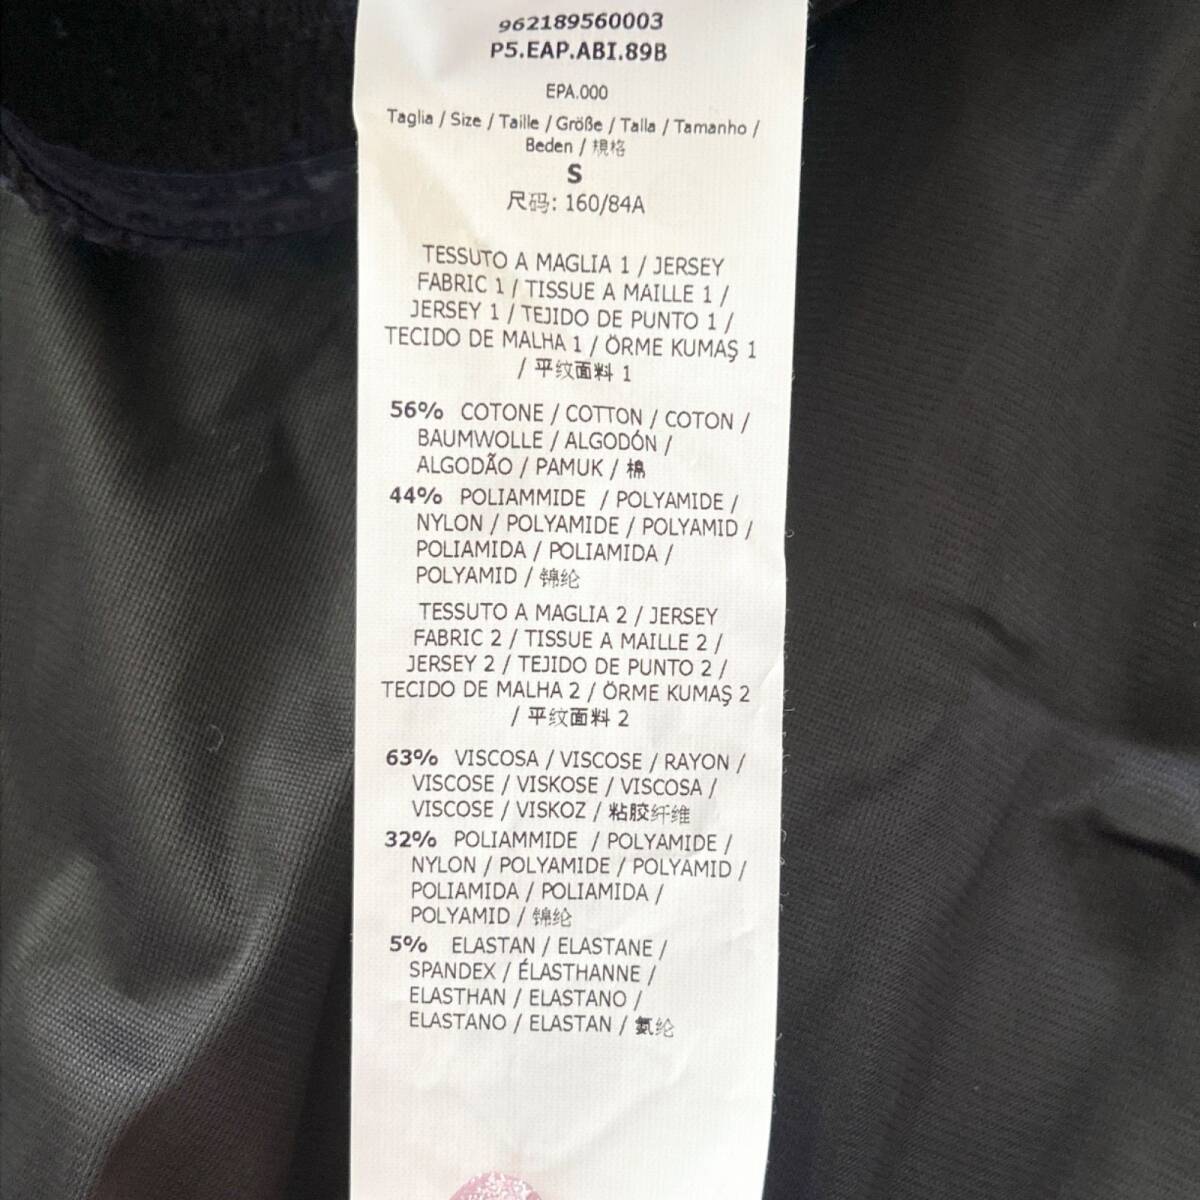 962189560003
P5.EAP.ABI.89B
EPA.000
Taglia / Size / Taille / Größe / Talla / Tamanho /
Beden / 規格
S
尺码: 160/84A
TESSUTO A MAGLIA 1 / JERSEY
FABRIC 1 / TISSUE A MAILLE 1 /
JERSEY 1 / TEJIDO DE PUNTO 1 /
TECIDO DE MALHA 1 / ÖRME KUMAŞ 1
/ 平纹面料 1
56% COTONE / COTTON / COTON /
BAUMWOLLE / ALGODÓN /
ALGODÃO / PAMUK / 棉
44% POLIAMMIDE / POLYAMIDE /
NYLON / POLYAMIDE / POLYAMID /
POLIAMIDA / POLIAMIDA /
POLYAMID / 锦纶
TESSUTO A MAGLIA 2 / JERSEY
FABRIC 2 / TISSUE A MAILLE 2 /
JERSEY 2 / TEJIDO DE PUNTO 2 /
TECIDO DE MALHA 2 / ÖRME KUMAŞ 2
/ 平纹面料 2
63% VISCOSA / VISCOSE / RAYON /
VISCOSE / VISKOSE / VISCOSA /
VISCOSE / VISKOZ / 粘胶纤维
32% POLIAMMIDE / POLYAMIDE /
NYLON / POLYAMIDE / POLYAMID /
POLIAMIDA / POLIAMIDA /
POLYAMID / 锦纶
5% ELASTAN / ELASTANE /
SPANDEX / ÉLASTHANNE /
ELASTHAN / ELASTANO /
ELASTANO / ELASTAN / 氨纶